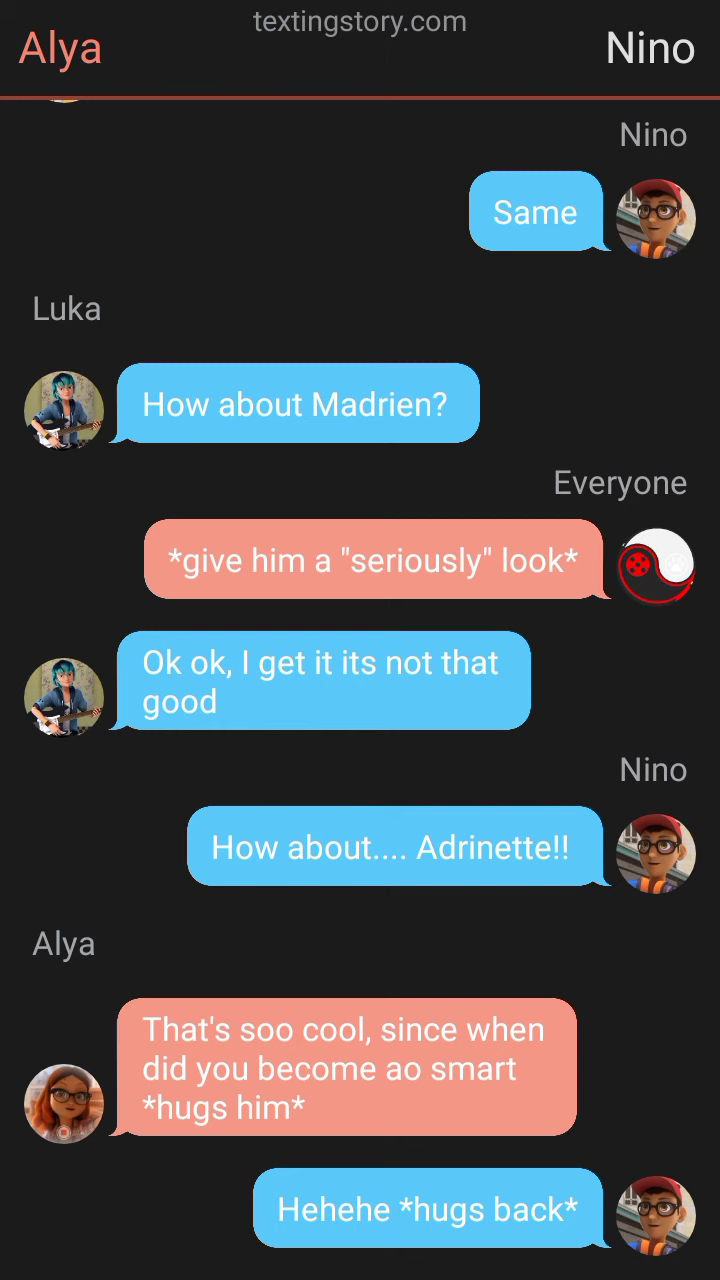 textingstory.com
Alya
Nino
Nino
Same
Luka
How about Madrien?
Everyone
*give him a "seriously" look*
Ok ok, I get it its not that
good
Nino
How about.... Adrinette!!
Alya
That's soo cool, since when
did you become ao smart
*hugs him*
Hehehe *hugs back*